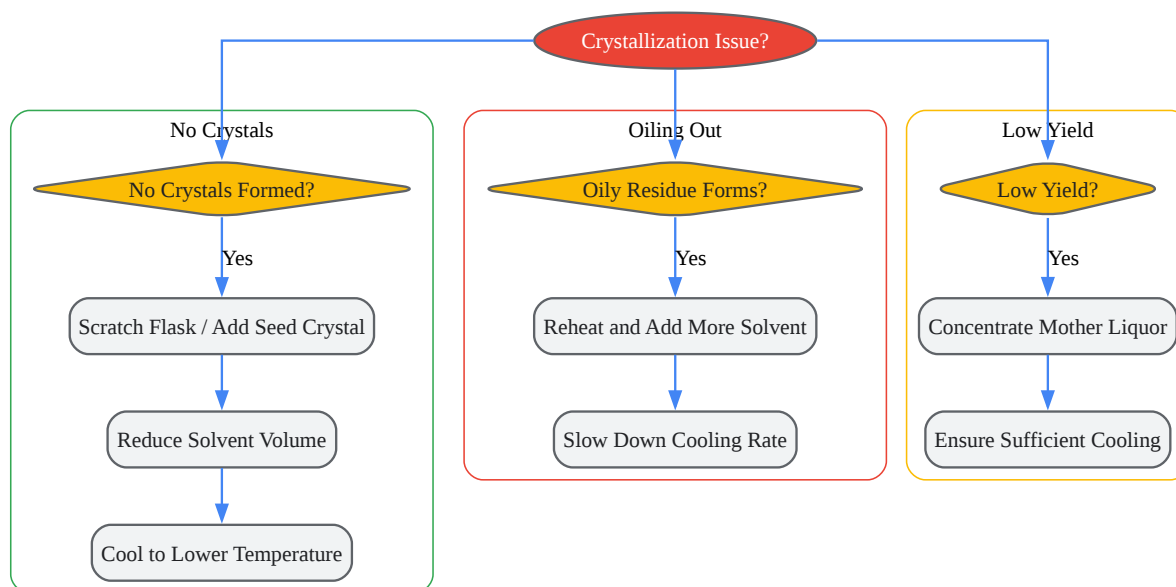 Crystallization Issue?
No Crystals
Oiling Out
Low Yield
No Crystals Formed?
Oily Residue Forms?
Low Yield?
Yes
Yes
Yes
Scratch Flask / Add Seed Crystal
Reheat and Add More Solvent
Concentrate Mother Liquor
Reduce Solvent Volume
Slow Down Cooling Rate
Ensure Sufficient Cooling
Cool to Lower Temperature